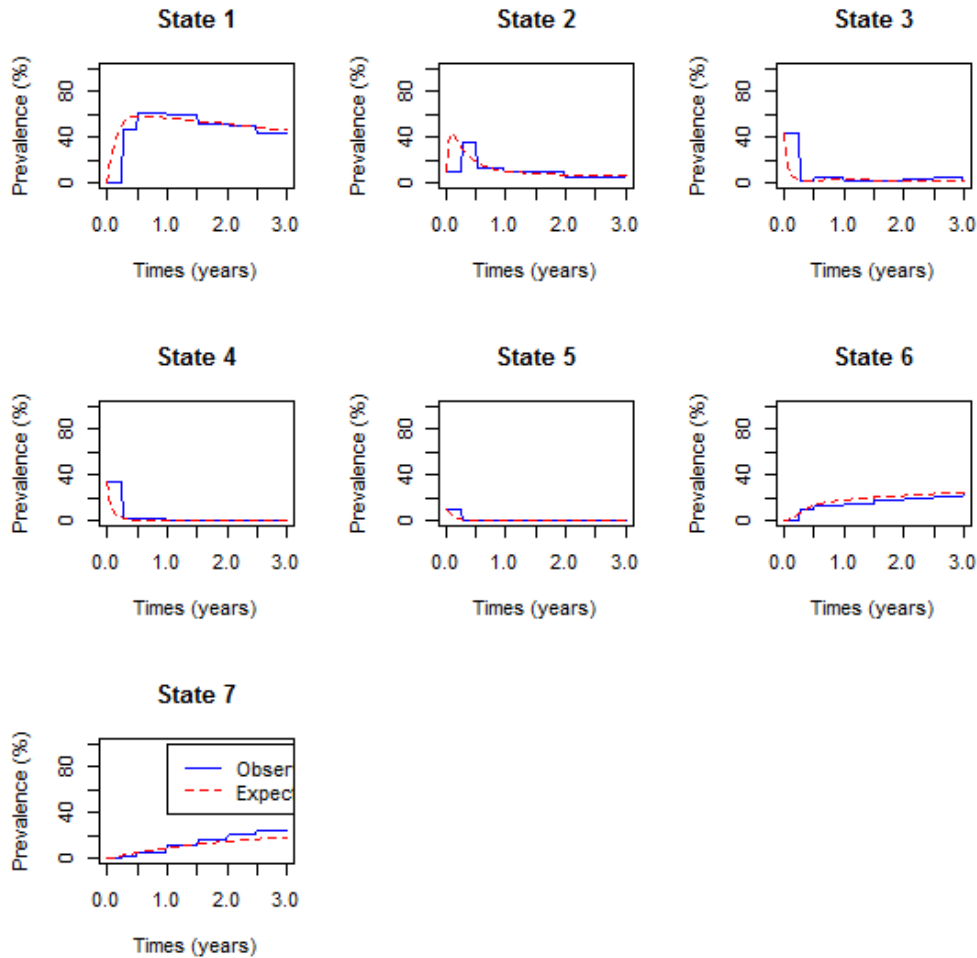 State 1 State 2 State 3
Prevalence (%) Prevalence (%) Prevalence (%)
80 80 80
40 40 40
0 0 0
0.0 1.0 2.0 3.0 0.0 1.0 2.0 3.0 0.0 1.0 2.0 3.0
Times (years) Times (years) Times (years)
State 4 State 5 State 6
Prevalence (%) Prevalence (%) Prevalence (%)
80 80 80
40 40 40
0 0 0
0.0 1.0 2.0 3.0 0.0 1.0 2.0 3.0 0.0 1.0 2.0 3.0
Times (years) Times (years) Times (years)
State 7
Prevalence (%)
80
40
0
Obser
Expec
0.0 1.0 2.0 3.0
Times (years)